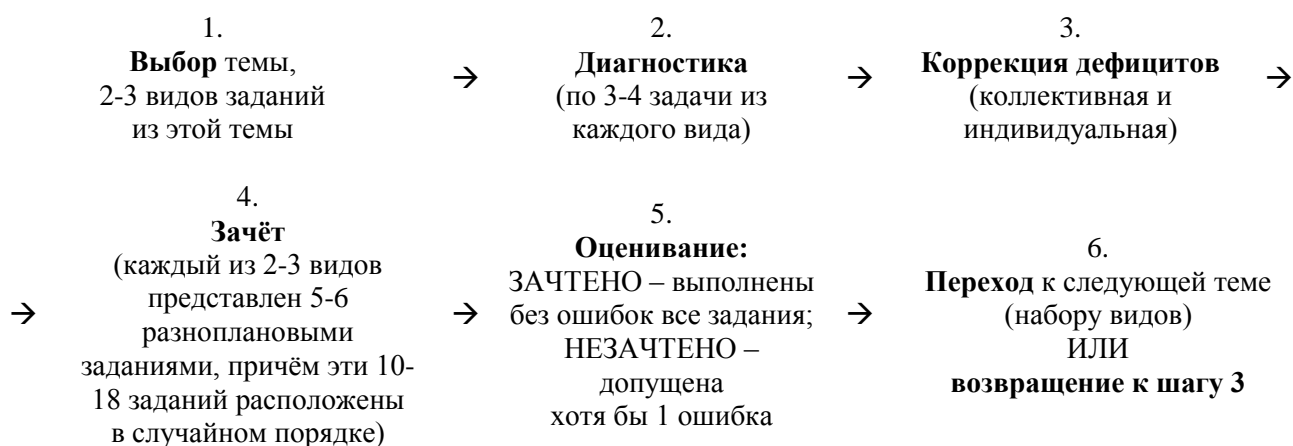 1.
Выбор темы,
2-3 видов заданий
из этой темы
→
2.
Диагностика
(по 3-4 задачи из
каждого вида)
→
3.
Коррекция дефицитов
(коллективная и
индивидуальная)
→
→
4.
Зачёт
(каждый из 2-3 видов
представлен 5-6
разноплановыми
заданиями, причём эти 10-
18 заданий расположены
в случайном порядке)
→
5.
Оценивание:
ЗАЧТЕНО – выполнены
без ошибок все задания;
НЕЗАЧТЕНО –
допущена
хотя бы 1 ошибка
→
6.
Переход к следующей теме
(набору видов)
ИЛИ
возвращение к шагу 3